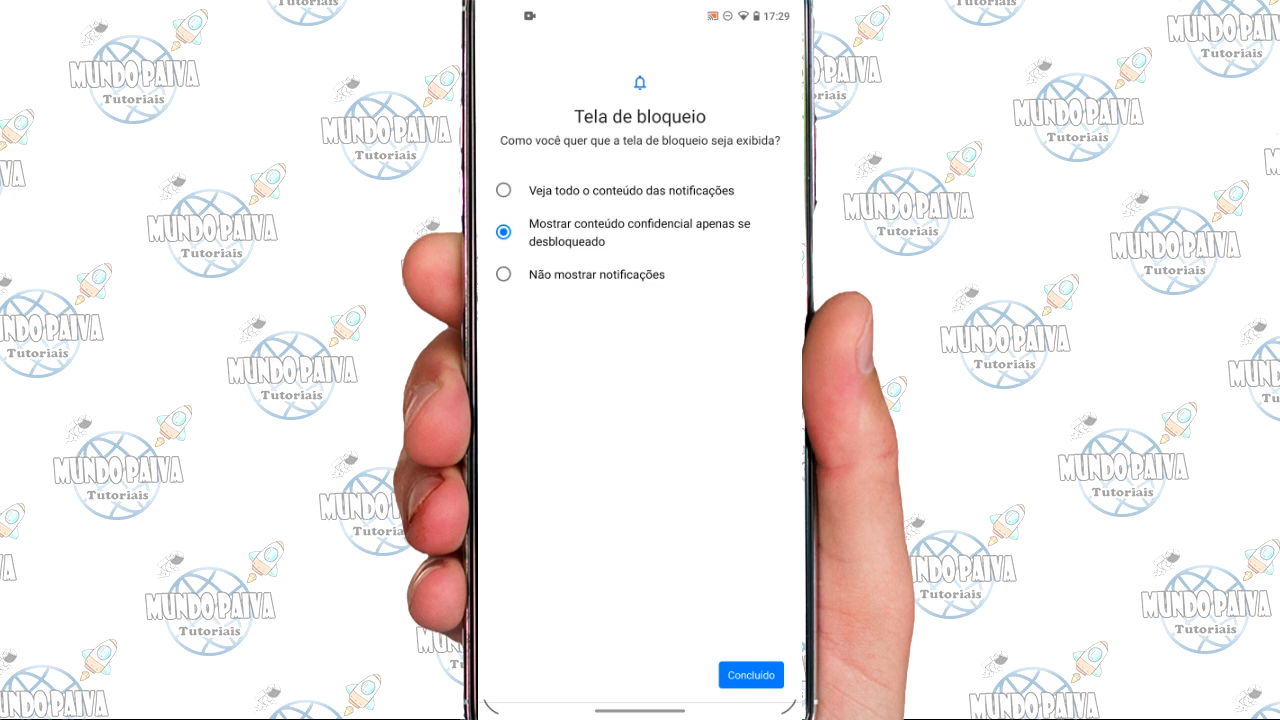 17:29
Tela de bloqueio
Como você quer que a tela de bloqueio seja exibida?
Veja todo o conteúdo das notificações
Mostrar conteúdo confidencial apenas se
desbloqueado
Não mostrar notificações
Concluído
MUNDO PAIVA
Tutoriais